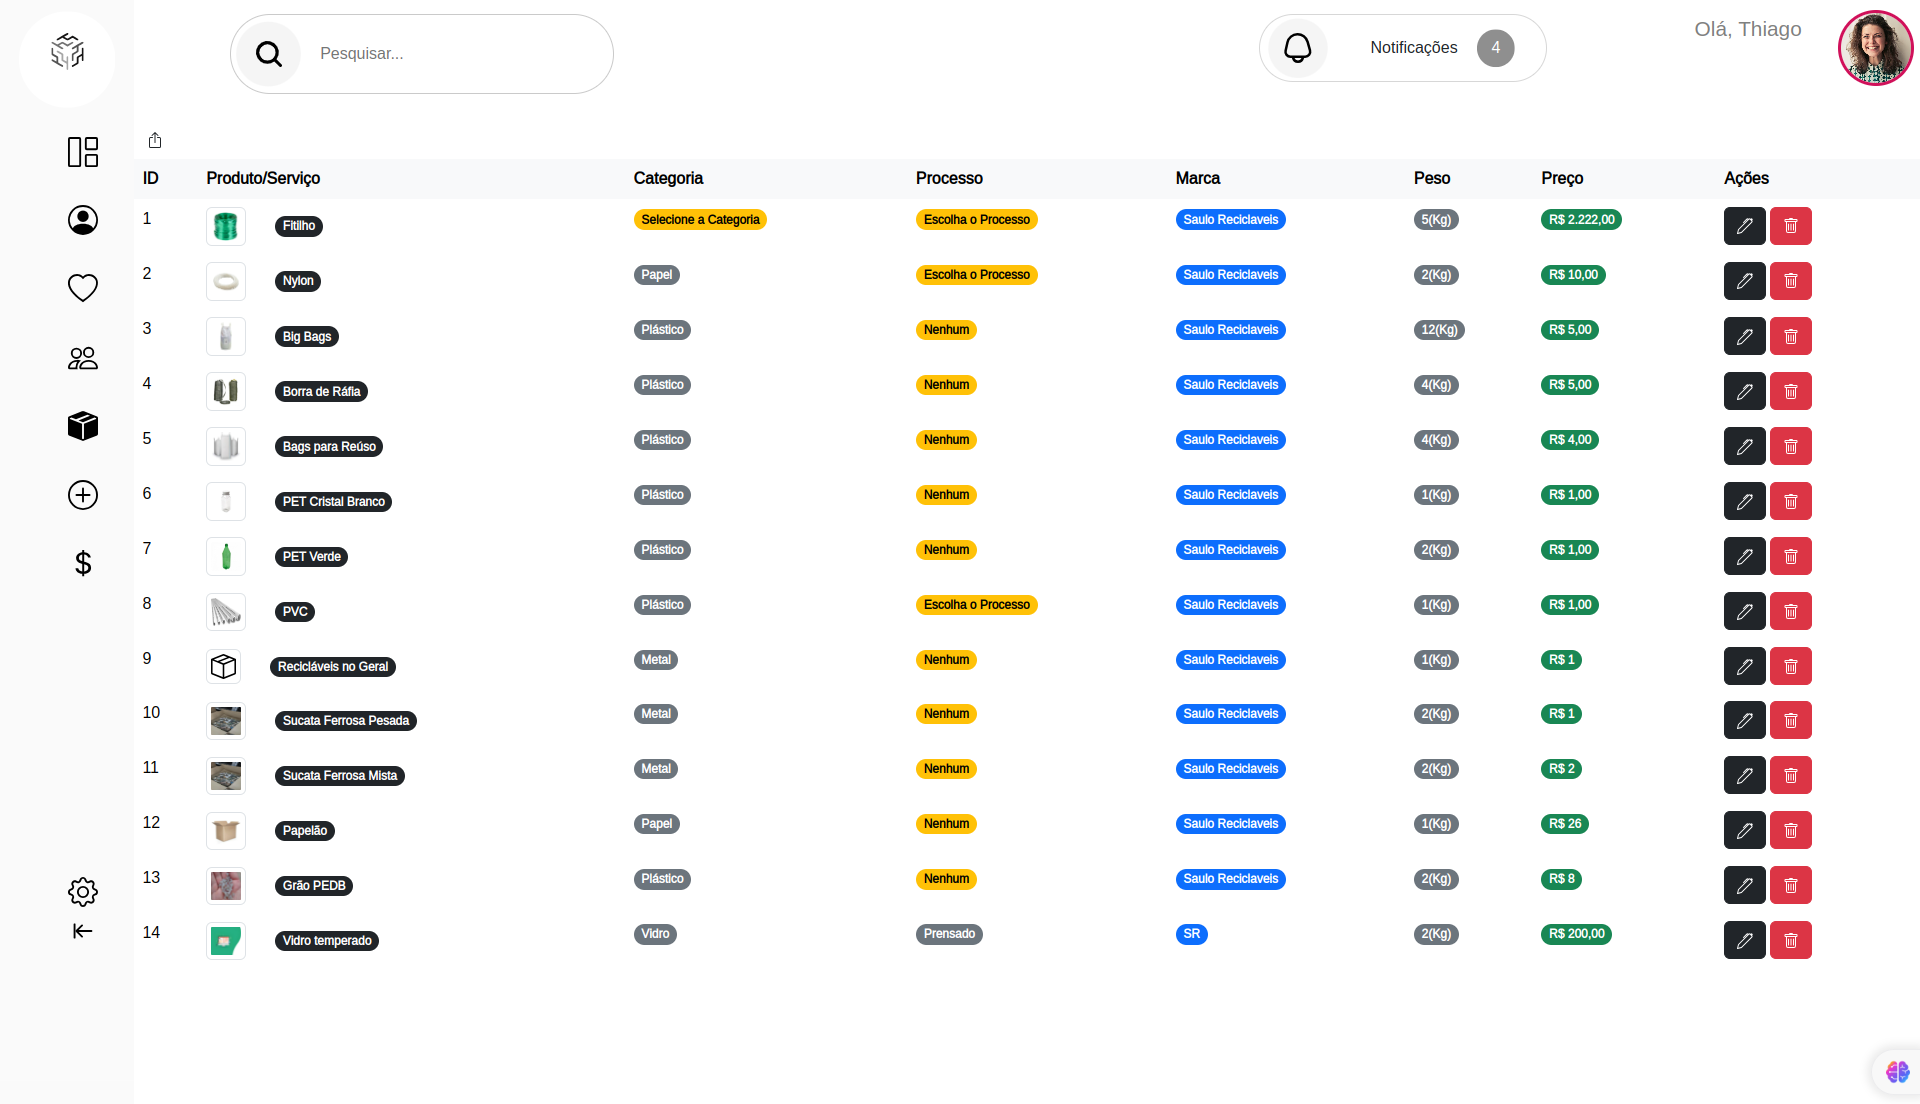 Pesquisar...
Notificações 4
Olá, Thiago
ID Produto/Serviço Categoria Processo Marca Peso Preço Ações
1 Fitilho Selecione a Categoria Escolha o Processo Saulo Reciclaveis 5(Kg) R$ 2.222,00
2 Nylon Papel Escolha o Processo Saulo Reciclaveis 2(Kg) R$ 10,00
3 Big Bags Plástico Nenhum Saulo Reciclaveis 12(Kg) R$ 5,00
4 Borra de Ráfia Plástico Nenhum Saulo Reciclaveis 4(Kg) R$ 5,00
5 Bags para Reúso Plástico Nenhum Saulo Reciclaveis 4(Kg) R$ 4,00
6 PET Cristal Branco Plástico Nenhum Saulo Reciclaveis 1(Kg) R$ 1,00
7 PET Verde Plástico Nenhum Saulo Reciclaveis 2(Kg) R$ 1,00
8 PVC Plástico Escolha o Processo Saulo Reciclaveis 1(Kg) R$ 1,00
9 Recicláveis no Geral Metal Nenhum Saulo Reciclaveis 1(Kg) R$ 1
10 Sucata Ferrosa Pesada Metal Nenhum Saulo Reciclaveis 2(Kg) R$ 1
11 Sucata Ferrosa Mista Metal Nenhum Saulo Reciclaveis 2(Kg) R$ 2
12 Papelão Papel Nenhum Saulo Reciclaveis 1(Kg) R$ 26
13 Grão PEDB Plástico Nenhum Saulo Reciclaveis 2(Kg) R$ 8
14 Vidro temperado Vidro Prensado SR 2(Kg) R$ 200,00